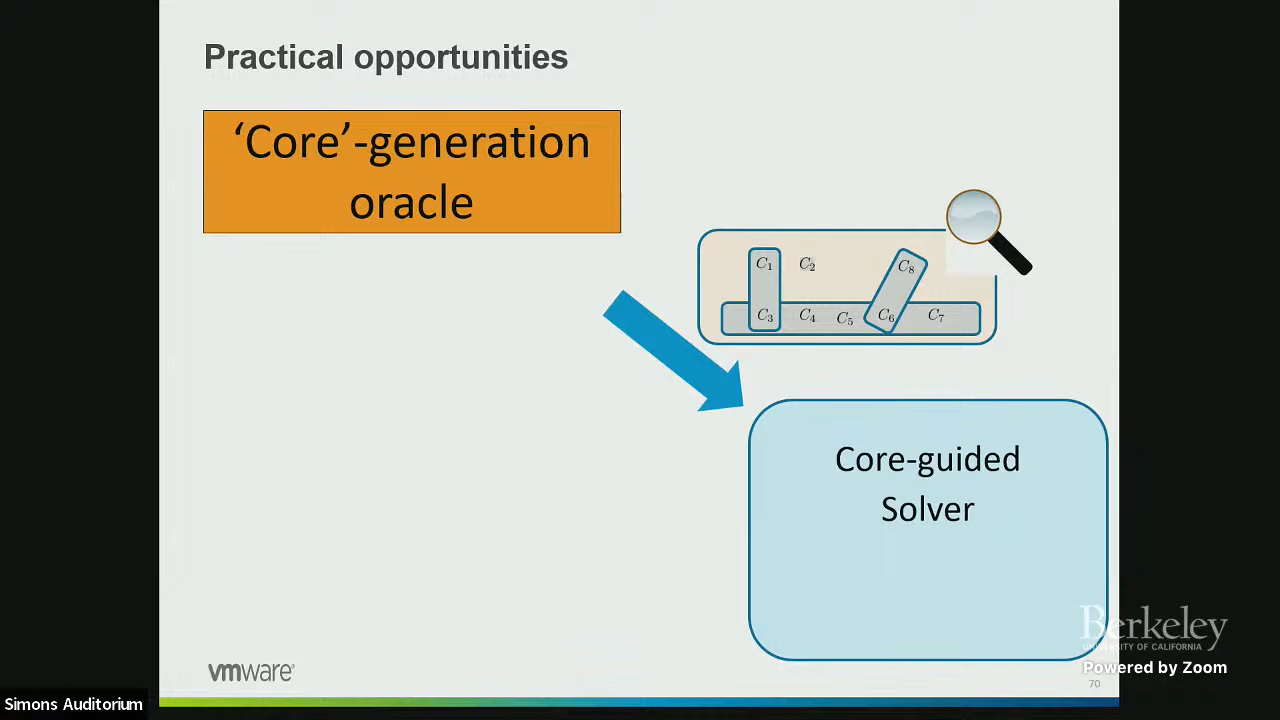 Practical opportunities
‘Core’-generation
oracle
C1 C2 C8
C3 C4 C5 C6 C7
Core-guided
Solver
Berkeley
UNIVERSITY OF CALIFORNIA
Powered by Zoom
vmware
70
Simons Auditorium